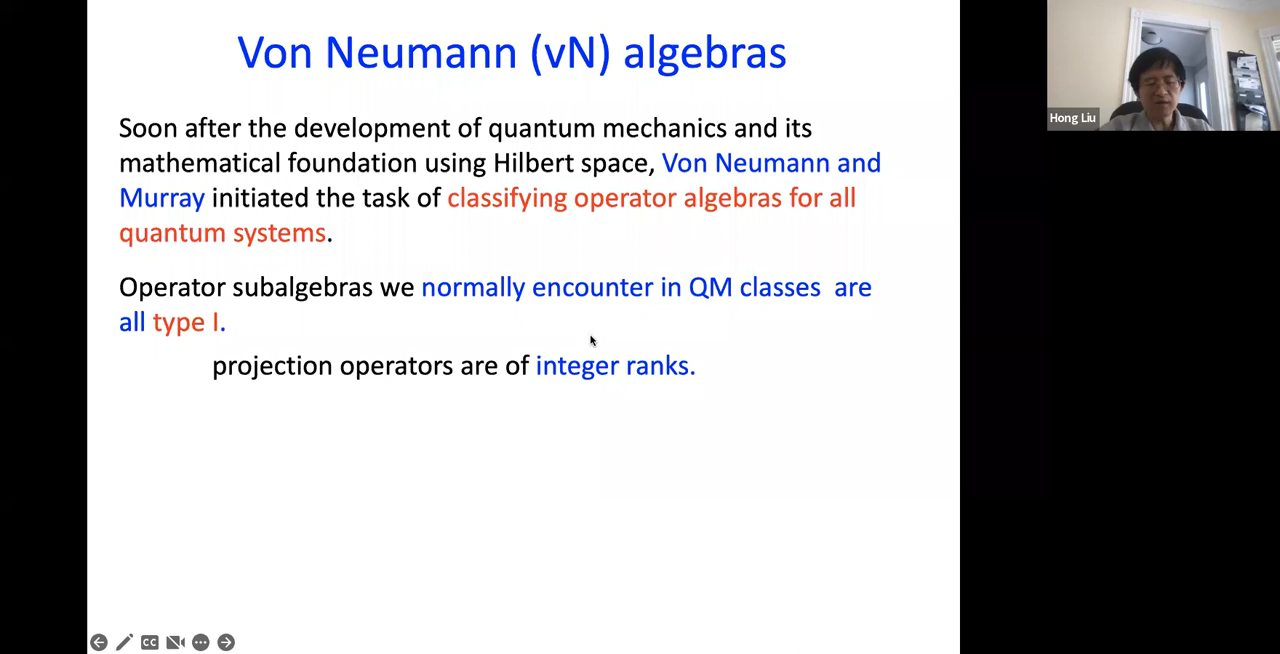 Von Neumann (vN) algebras
Soon after the development of quantum mechanics and its
mathematical foundation using Hilbert space, Von Neumann and
Murray initiated the task of classifying operator algebras for all
quantum systems.
Operator subalgebras we normally encounter in QM classes are
all type I.
projection operators are of integer ranks.
Hong Liu
CC